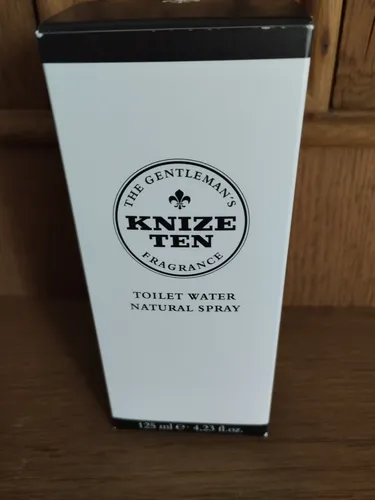 THE GENTLEMAN'S
KNIZE
TEN
FRAGRANCE
TOILET WATER
NATURAL SPRAY
125 ml ℮ · 4.23 fl.oz.